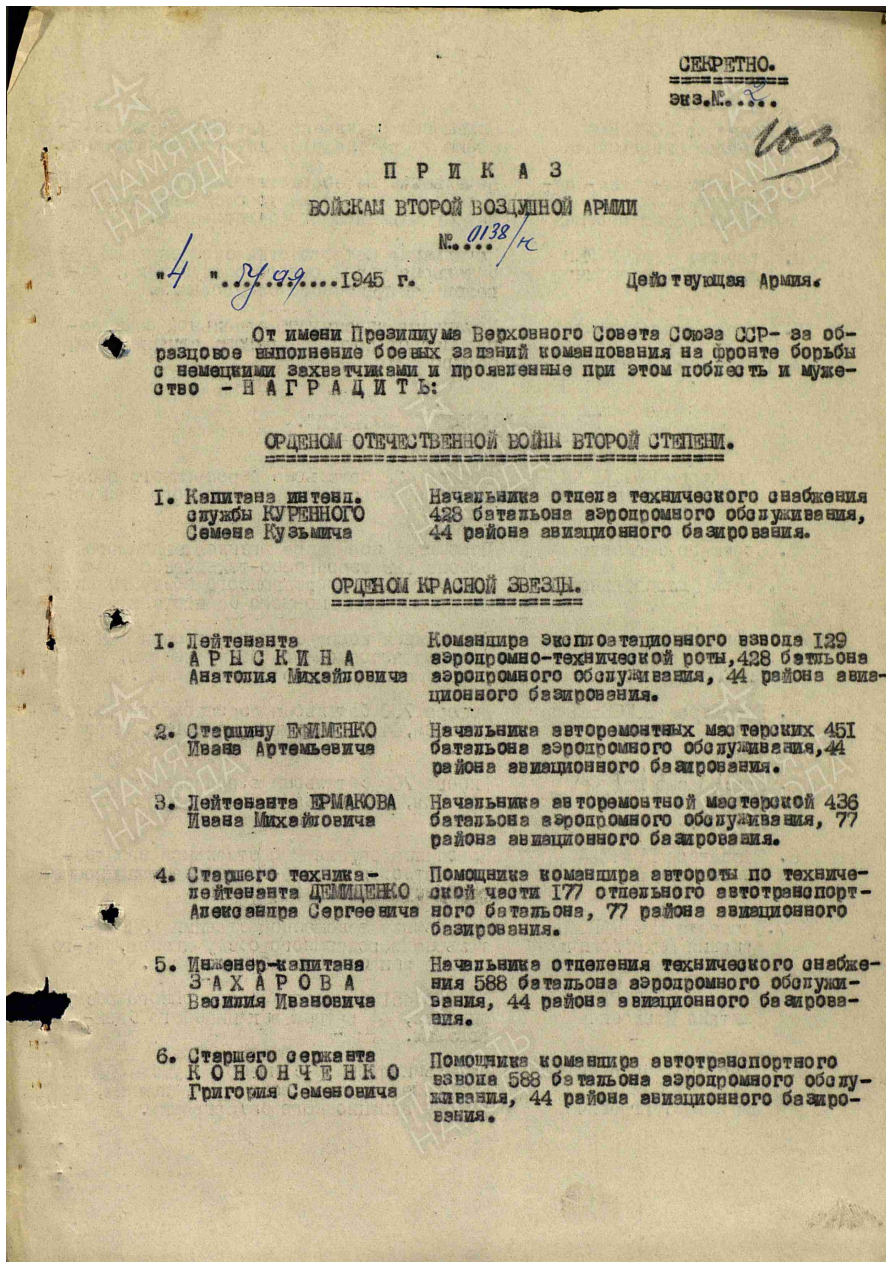 СЕКРЕТНО.
экз.№..2...
103
П Р И К А З
ВОЙСКАМ ВТОРОЙ ВОЗДУШНОЙ АРМИИ
№....0138/н
"4 ".мая.1945 г. Действующая Армия.
От имени Президиума Верховного Совета Союза ССР- за об-
разцовое выполнение боевых заданий командования на фронте борьбы
с немецкими захватчиками и проявленные при этом доблесть и муже-
ство -Н А Г Р А Д И Т Ь:
ОРДЕНОМ ОТЕЧЕСТВЕННОЙ ВОЙНЫ ВТОРОЙ СТЕПЕНИ.
I. Капитана интенд. Начальника отдела технического снабжения
службы КУРЕННОГО 428 батальона аэродромного обслуживания,
Семена Кузьмича 44 района авиационного базирования.
ОРДЕНОМ КРАСНОЙ ЗВЕЗДЫ.
I. Лейтенанта Командира эксплоатационного взвода I29
А Р Ы С К И Н А аэродромно-технической роты,428 батльона
Анатолия Михайловича аэродромного обслуживания, 44 района авиа-
ционного базирования.
2. Старшину ЕФИМЕНКО Начальника авторемонтных мастерских 45I
Ивана Артемьевича батальона аэродромного обслуживания,44
района авиационного базирования.
3. Лейтенанта ЕРМАКОВА Начальника авторемонтной мастерской 436
Ивана Михайловича батальона аэродромного обслуживания, 77
района авиационного базирования.
4. Старшего техника- Помощника командира автороты по техниче-
лейтенанта ДЕМИДЕНКО ской части I77 отдельного автотранспорт-
Александра Сергеевича ного батальона, 77 района авиационного
базирования.
5. Инженер-капитана Начальника отделения технического снабже-
З А Х А Р О В А ния 588 батальона аэродромного обслужи-
Василия Ивановича вания, 44 района авиационного базирова-
ния.
6. Старшего сержанта Помощника командира автотранспортного
К О Н О Н Ч Е Н К О взвода 588 батальона аэродромного обслу-
Григория Семеновича живания, 44 района авиационного базиро-
вания.
ПАМЯТЬ НАРОДА